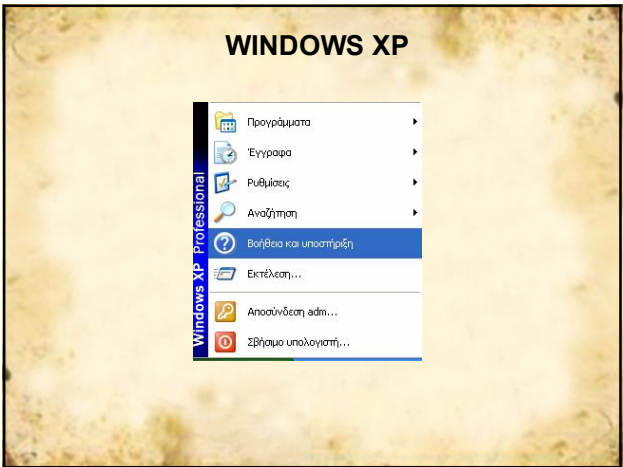 WINDOWS XP
Προγράμματα
Έγγραφα
Ρυθμίσεις
Αναζήτηση
Βοήθεια και υποστήριξη
Εκτέλεση...
Αποσύνδεση adm...
Σβήσιμο υπολογιστή...
Windows XP Professional